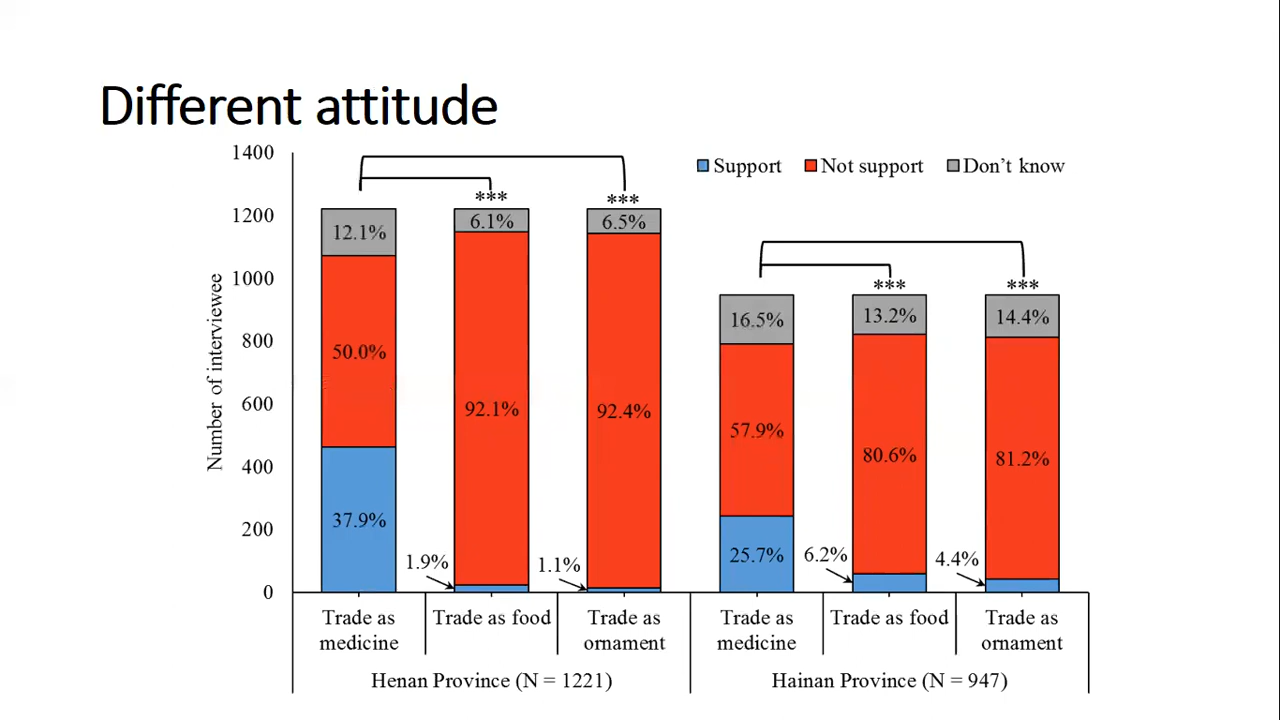 Different attitude
1400
1200
1000
800
600
400
200
0
Number of interviewee
Support
Not support
Don't know
***
***
12.1%
6.1%
6.5%
50.0%
92.1%
92.4%
37.9%
1.9%
1.1%
***
***
16.5%
13.2%
14.4%
57.9%
80.6%
81.2%
25.7%
6.2%
4.4%
Trade as
medicine
Trade as food
Trade as
ornament
Trade as
medicine
Trade as food
Trade as
ornament
Henan Province (N = 1221)
Hainan Province (N = 947)